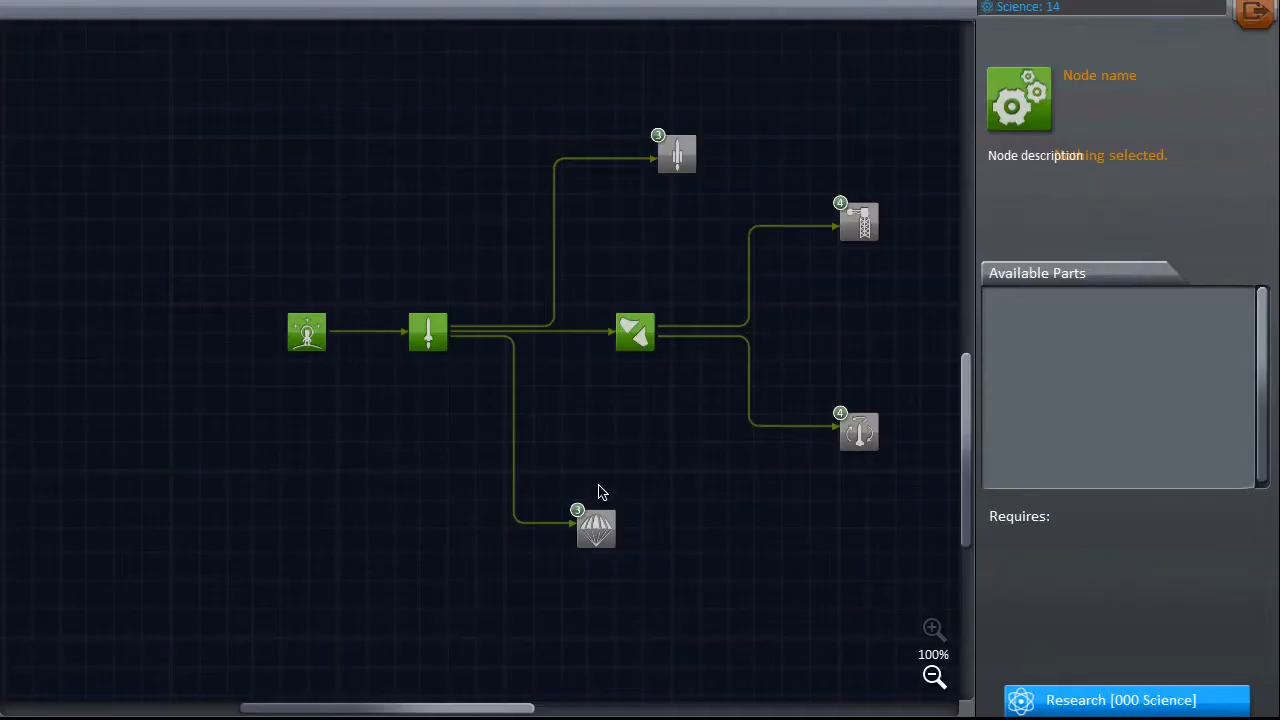 Science: 14
Node name
Node description
Nothing selected.
3
4
Available Parts
4
3
Requires:
100%
Research [000 Science]